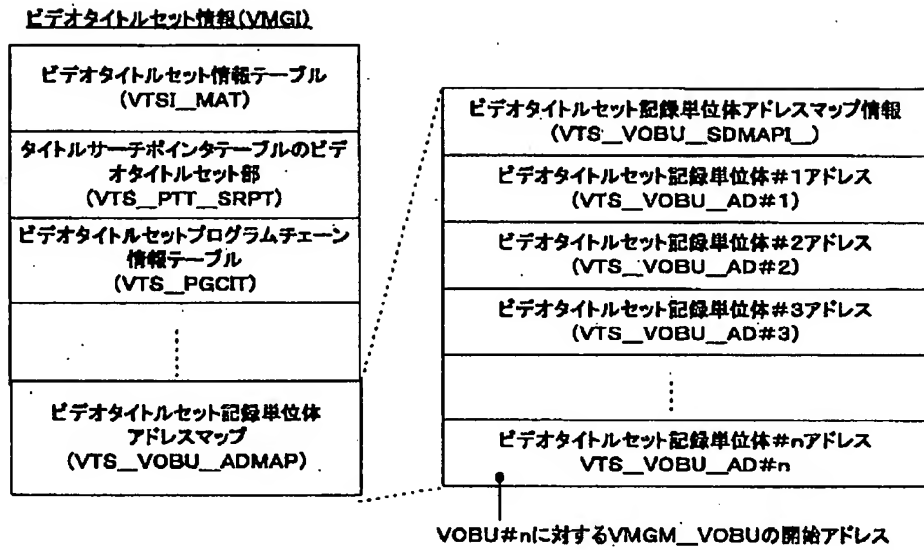 ビデオタイトルセット情報(VMGI)
ビデオタイトルセット情報テーブル
(VTSI__MAT)
タイトルサーチポインタテーブルのビデ
オタイトルセット部
(VTS__PTT__SRPT)
ビデオタイトルセットプログラムチェーン
情報テーブル
(VTS__PGCIT)
ビデオタイトルセット記録単位体
アドレスマップ
(VTS__VOBU__ADMAP)
ビデオタイトルセット記録単位体アドレスマップ情報
(VTS__VOBU__SDMAPI__)
ビデオタイトルセット記録単位体#1アドレス
(VTS__VOBU__AD#1)
ビデオタイトルセット記録単位体#2アドレス
(VTS__VOBU__AD#2)
ビデオタイトルセット記録単位体#3アドレス
(VTS__VOBU__AD#3)
ビデオタイトルセット記録単位体#nアドレス
VTS__VOBU__AD#n
VOBU#nに対するVMGM__VOBUの開始アドレス